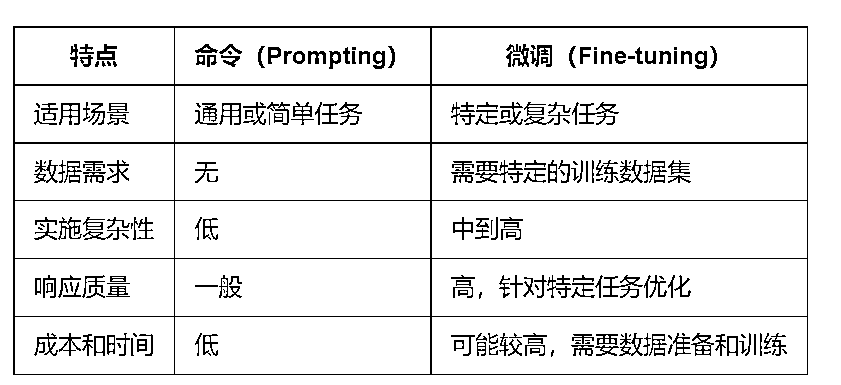 特点 命令（Prompting） 微调（Fine-tuning）
适用场景 通用或简单任务 特定或复杂任务
数据需求 无 需要特定的训练数据集
实施复杂性 低 中到高
响应质量 一般 高，针对特定任务优化
成本和时间 低 可能较高，需要数据准备和训练